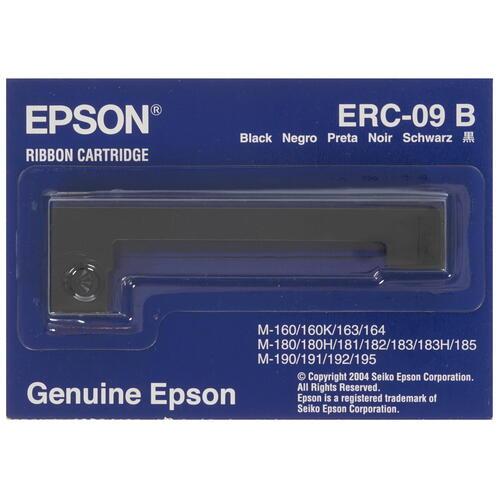 EPSON®
RIBBON CARTRIDGE
ERC-09 B
Black Negro Preta Noir Schwarz 黒
M-160/160K/163/164
M-180/180H/181/182/183/183H/185
M-190/191/192/195
© Copyright 2004 Seiko Epson Corporation.
All Rights Reserved.
Epson is a registered trademark of
Seiko Epson Corporation.
Genuine Epson